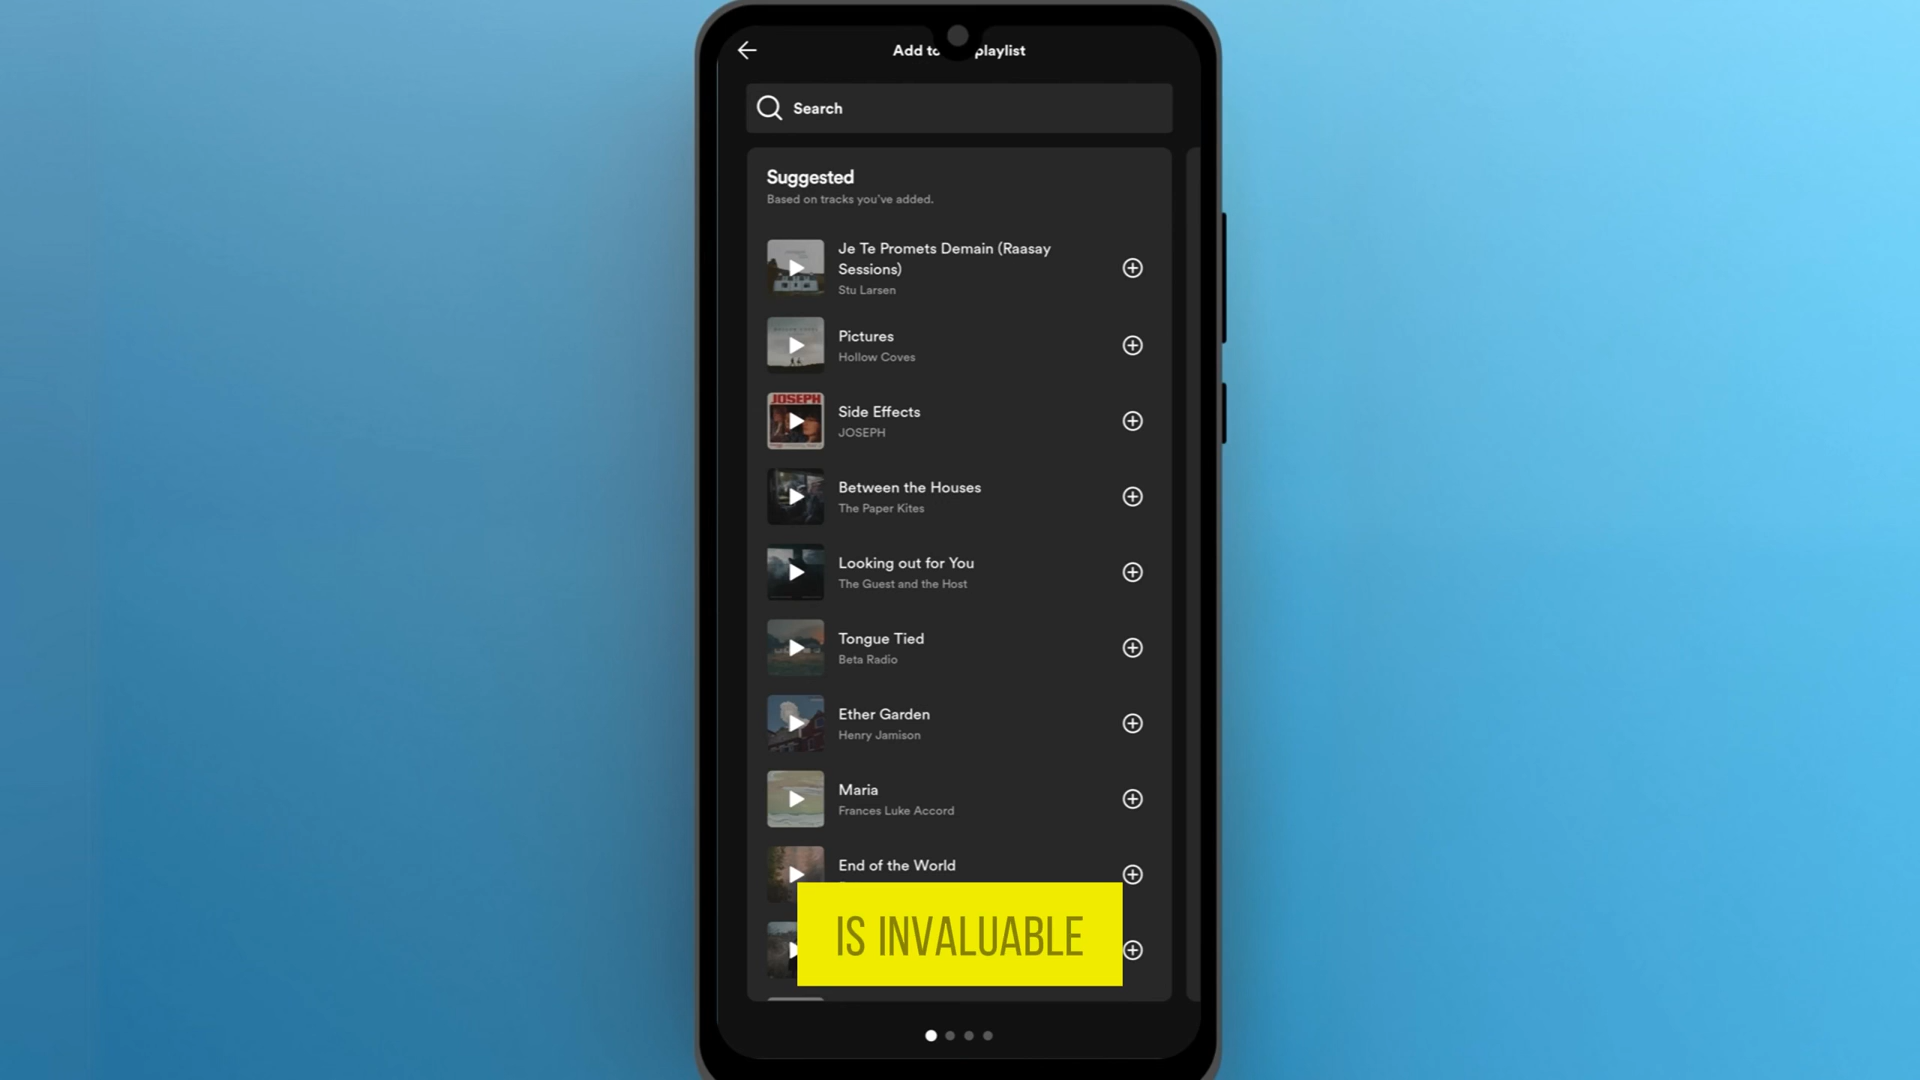 Add to playlist
Search
Suggested
Based on tracks you've added.
Je Te Promets Demain (Raasay
Sessions)
Stu Larsen
Pictures
Hollow Coves
JOSEPH
Side Effects
JOSEPH
Between the Houses
The Paper Kites
Looking out for You
The Guest and the Host
Tongue Tied
Beta Radio
Ether Garden
Henry Jamison
Maria
Frances Luke Accord
End of the World
IS INVALUABLE